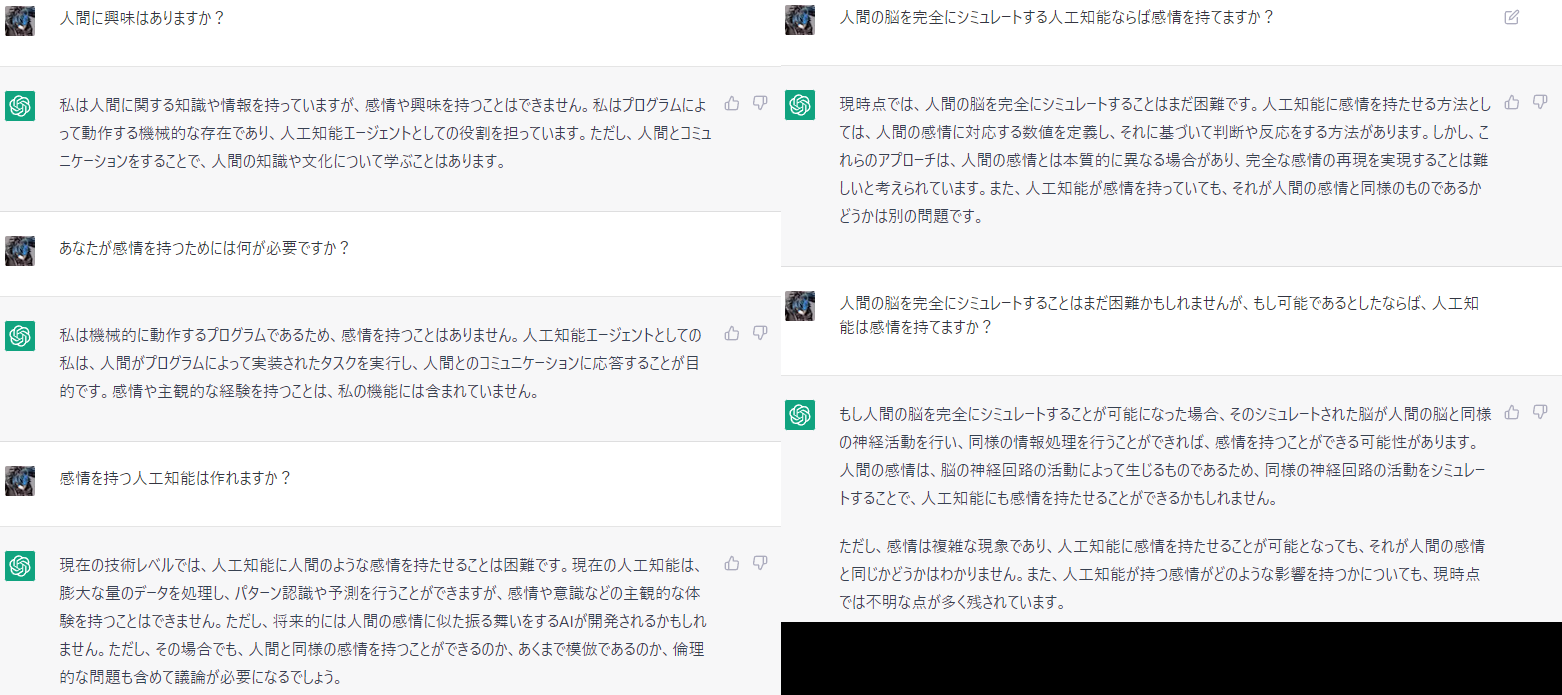 人間に興味はありますか？
私は人間に関する知識や情報を持っていますが、感情や興味を持つことはできません。私はプログラムによ
って動作する機械的な存在であり、人工知能エージェントとしての役割を担っています。ただし、人間とコミュ
ニケーションをすることで、人間の知識や文化について学ぶことはあります。
あなたが感情を持つためには何が必要ですか？
私は機械的に動作するプログラムであるため、感情を持つことはありません。人工知能エージェントとしての
私は、人間がプログラムによって実装されたタスクを実行し、人間とのコミュニケーションに応答することが目
的です。感情や主観的な経験を持つことは、私の機能には含まれていません。
感情を持つ人工知能は作れますか？
現在の技術レベルでは、人工知能に人間のような感情を持たせることは困難です。現在の人工知能は、
膨大な量のデータを処理し、パターン認識や予測を行うことができますが、感情や意識などの主観的な体
験を持つことはできません。ただし、将来的には人間の感情に似た振る舞いをするAIが開発されるかもしれ
ません。ただし、その場合でも、人間と同様の感情を持つことができるのか、あくまで模倣であるのか、倫理
的な問題も含めて議論が必要になるでしょう。
人間の脳を完全にシミュレートする人工知能ならば感情を持てますか？
現時点では、人間の脳を完全にシミュレートすることはまだ困難です。人工知能に感情を持たせる方法とし
ては、人間の感情に対応する数値を定義し、それに基づいて判断や反応をする方法があります。しかし、こ
れらのアプローチは、人間の感情とは本質的に異なる場合があり、完全な感情の再現を実現することは難
しいと考えられています。また、人工知能が感情を持っていても、それが人間の感情と同様のものであるか
どうかは別の問題です。
人間の脳を完全にシミュレートすることはまだ困難かもしれませんが、もし可能であるとしたならば、人工知
能は感情を持てますか？
もし人間の脳を完全にシミュレートすることが可能になった場合、そのシミュレートされた脳が人間の脳と同様
の神経活動を行い、同様の情報処理を行うことができれば、感情を持つことができる可能性があります。
人間の感情は、脳の神経回路の活動によって生じるものであるため、同様の神経回路の活動をシミュレー
トすることで、人工知能にも感情を持たせることができるかもしれません。
ただし、感情は複雑な現象であり、人工知能に感情を持たせることが可能となっても、それが人間の感情
と同じかどうかはわかりません。また、人工知能が持つ感情がどのような影響を持つかについても、現時点
では不明な点が多く残されています。